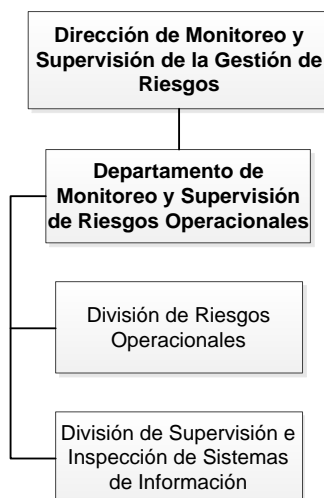 Dirección de Monitoreo y
Supervisión de la Gestión de
Riesgos
Departamento de
Monitoreo y Supervisión
de Riesgos Operacionales
División de Riesgos
Operacionales
División de Supervisión e
Inspección de Sistemas
de Información